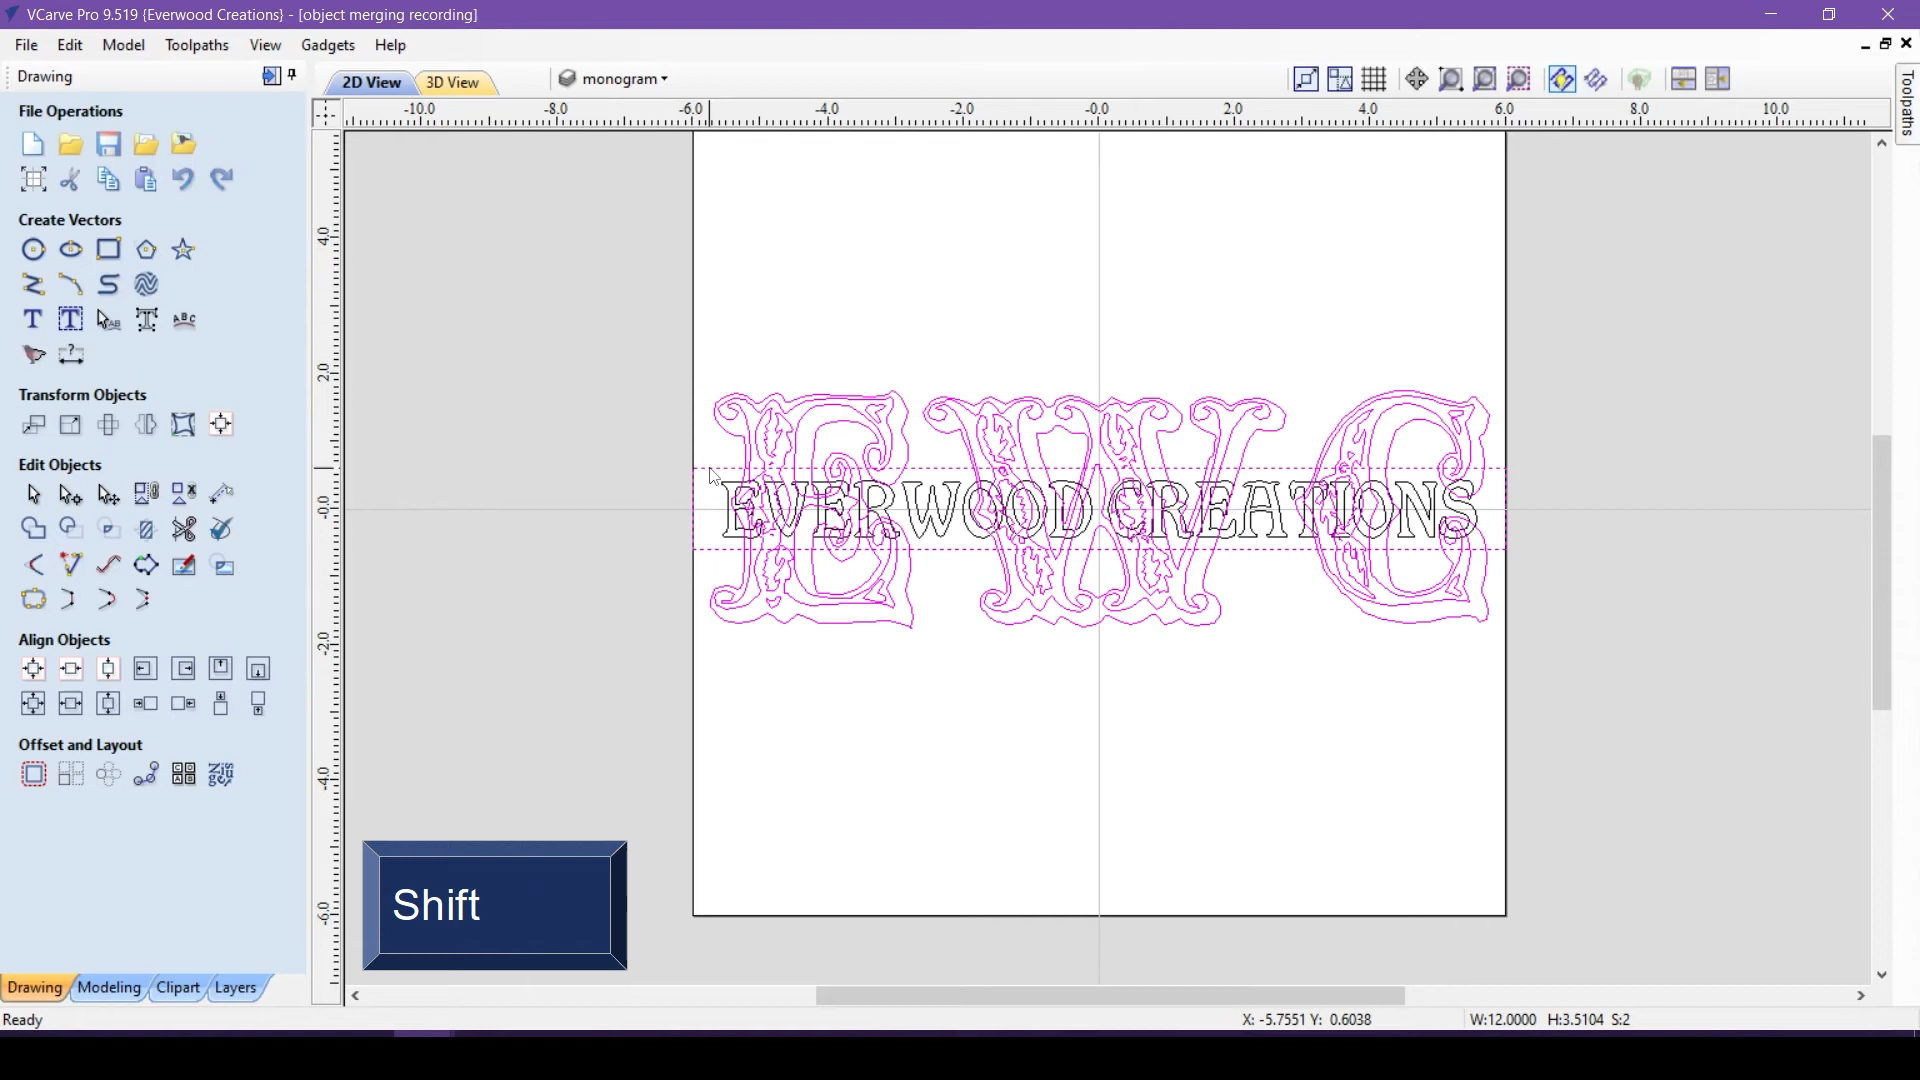 VCarve Pro 9.519 {Everwood Creations} - [object merging recording]
File Edit Model Toolpaths View Gadgets Help
Drawing
2D View 3D View monogram
Toolpaths
File Operations
Create Vectors
Transform Objects
Edit Objects
Align Objects
Offset and Layout
-10.0 -8.0 -6.0 -4.0 -2.0 -0.0 2.0 4.0 6.0 8.0 10.0
4.0
2.0
-0.0
-2.0
-4.0
-6.0
EWC
EVERWOOD CREATIONS
Shift
Drawing Modeling Clipart Layers
Ready
X: -5.7551 Y: 0.6038
W:12.0000 H:3.5104 S:2